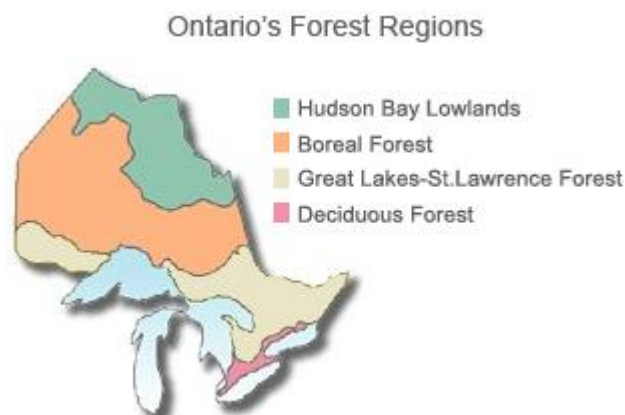 Ontario's Forest Regions
Hudson Bay Lowlands
Boreal Forest
Great Lakes-St.Lawrence Forest
Deciduous Forest